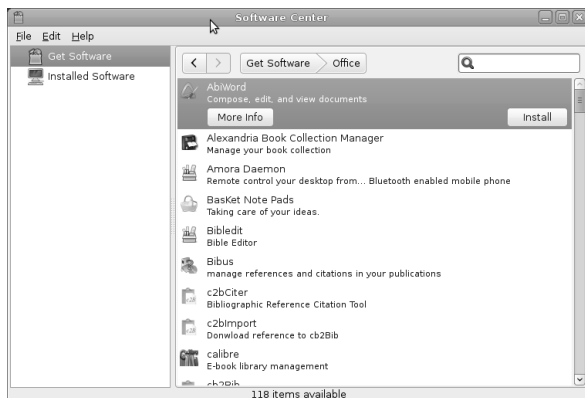 Software Center
File Edit Help
Get Software
Installed Software
Get Software Office
AbiWord
Compose, edit, and view documents
More Info Install
Alexandria Book Collection Manager
Manage your book collection
Amora Daemon
Remote control your desktop from... Bluetooth enabled mobile phone
BasKet Note Pads
Taking care of your ideas.
Bibledit
Bible Editor
Bibus
manage references and citations in your publications
c2bCiter
Bibliographic Reference Citation Tool
c2bImport
Donwload reference to cb2Bib
calibre
E-book library management
cb2Bib
118 items available